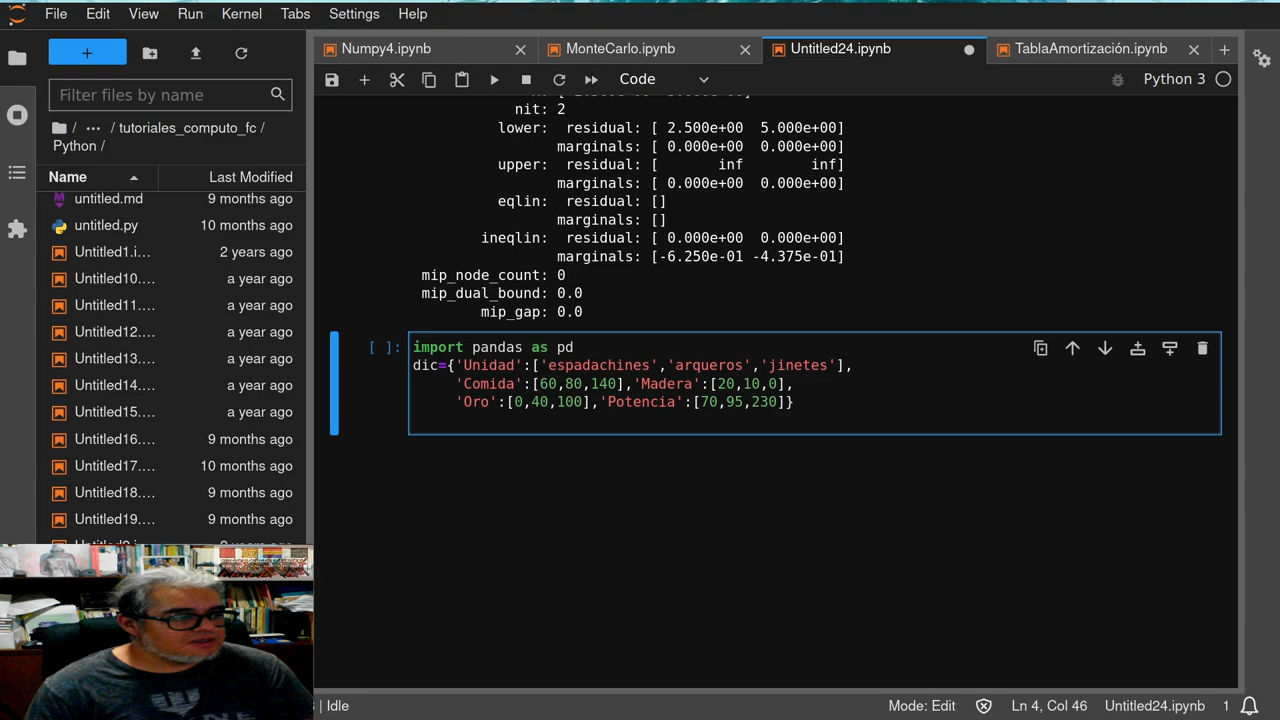 File Edit View Run Kernel Tabs Settings Help
Numpy4.ipynb MonteCarlo.ipynb Untitled24.ipynb TablaAmortización.ipynb
Filter files by name
Code Python 3
/ ... / tutoriales_computo_fc /
Python /
Name Last Modified
untitled.md 9 months ago
untitled.py 10 months ago
Untitled1.i... 2 years ago
Untitled10.... a year ago
Untitled11.... a year ago
Untitled12.... a year ago
Untitled13.... a year ago
Untitled14.... a year ago
Untitled15.... a year ago
Untitled16.... 9 months ago
Untitled17.... 10 months ago
Untitled18.... 9 months ago
Untitled19.... 9 months ago
nit: 2
lower: residual: [ 2.500e+00 5.000e+00]
marginals: [ 0.000e+00 0.000e+00]
upper: residual: [ inf inf]
marginals: [ 0.000e+00 0.000e+00]
eqlin: residual: []
marginals: []
ineqlin: residual: [ 0.000e+00 0.000e+00]
marginals: [-6.250e-01 -4.375e-01]
mip_node_count: 0
mip_dual_bound: 0.0
mip_gap: 0.0
[ ]: import pandas as pd
dic={'Unidad':['espadachines','arqueros','jinetes'],
'Comida':[60,80,140],'Madera':[20,10,0],
'Oro':[0,40,100],'Potencia':[70,95,230]}
| Idle Mode: Edit Ln 4, Col 46 Untitled24.ipynb 1